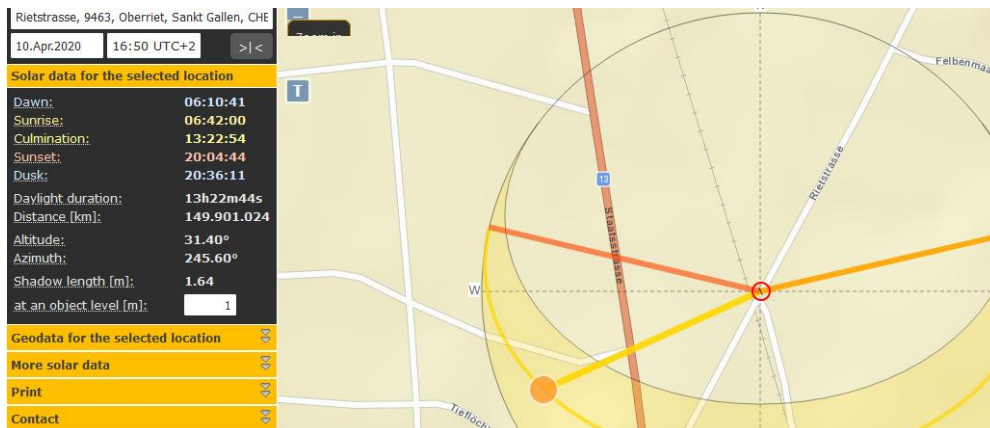 Rietstrasse, 9463, Oberriet, Sankt Gallen, CHE
10.Apr.2020 16:50 UTC+2 >|<
Solar data for the selected location
Dawn: 06:10:41
Sunrise: 06:42:00
Culmination: 13:22:54
Sunset: 20:04:44
Dusk: 20:36:11
Daylight duration: 13h22m44s
Distance [km]: 149.901.024
Altitude: 31.40°
Azimuth: 245.60°
Shadow length [m]: 1.64
at an object level [m]: 1
Geodata for the selected location
More solar data
Print
Contact
T
Felbenmaa
Rietstrasse
13
Staatsstrasse
W